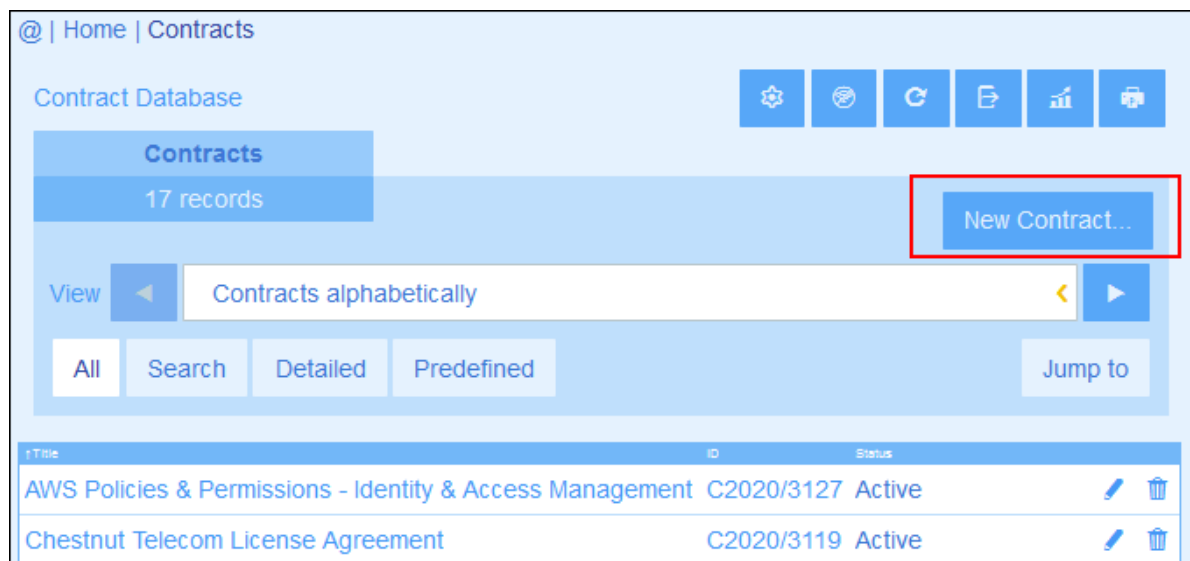 @ | Home | Contracts
Contract Database
Contracts
17 records
New Contract...
View Contracts alphabetically
All Search Detailed Predefined Jump to
↑Title ID Status
AWS Policies & Permissions - Identity & Access Management C2020/3127 Active
Chestnut Telecom License Agreement C2020/3119 Active